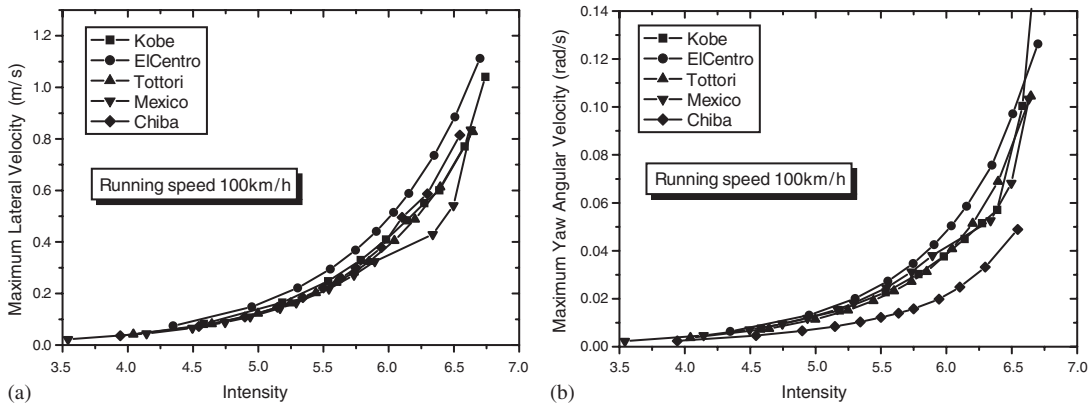 Maximum Lateral Velocity (m/s)
1.2
1.0
0.8
0.6
0.4
0.2
0.0
Kobe
ElCentro
Tottori
Mexico
Chiba
Running speed 100km/h
3.5 4.0 4.5 5.0 5.5 6.0 6.5 7.0
(a)
Intensity
Maximum Yaw Angular Velocity (rad/s)
0.14
0.12
0.10
0.08
0.06
0.04
0.02
0.00
Kobe
ElCentro
Tottori
Mexico
Chiba
Running speed 100km/h
3.5 4.0 4.5 5.0 5.5 6.0 6.5 7.0
(b)
Intensity